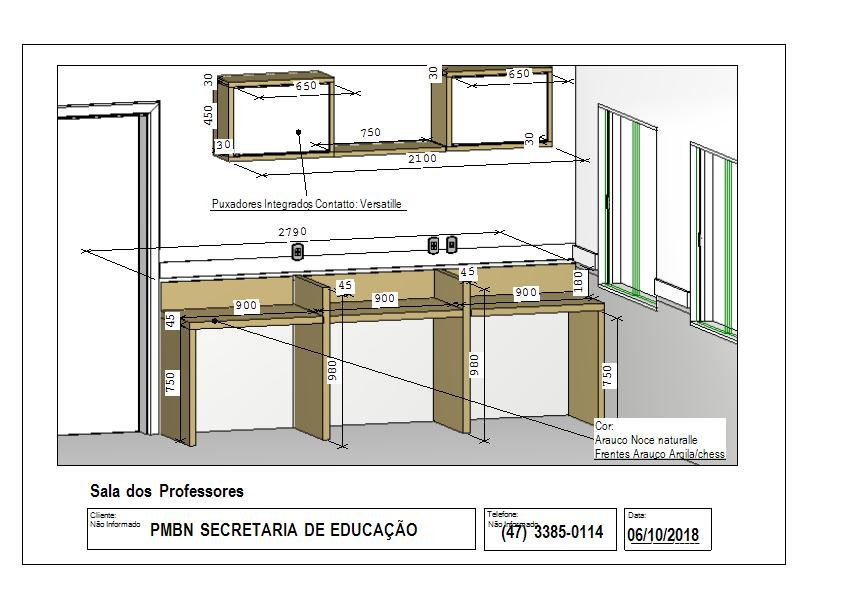 30
650
30
650
450
30
750
30
2100
Puxadores Integrados Contatto: Versatille
2790
45
45
180
900
900
900
45
750
980
980
750
Cor:
Arauco Noce naturalle
Frentes Arauco Argila/chess
Sala dos Professores
Cliente:
Não Informado
PMBN SECRETARIA DE EDUCAÇÃO
Telefone:
Não Informado
(47) 3385-0114
Data:
06/10/2018